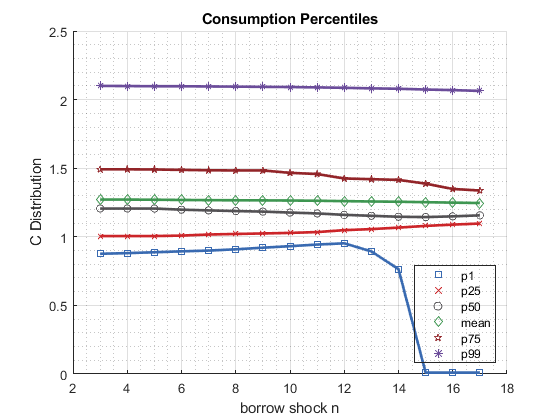 Consumption Percentiles
C Distribution
2.5
2
1.5
1
0.5
0
2 4 6 8 10 12 14 16 18
borrow shock n
p1
p25
p50
mean
p75
p99